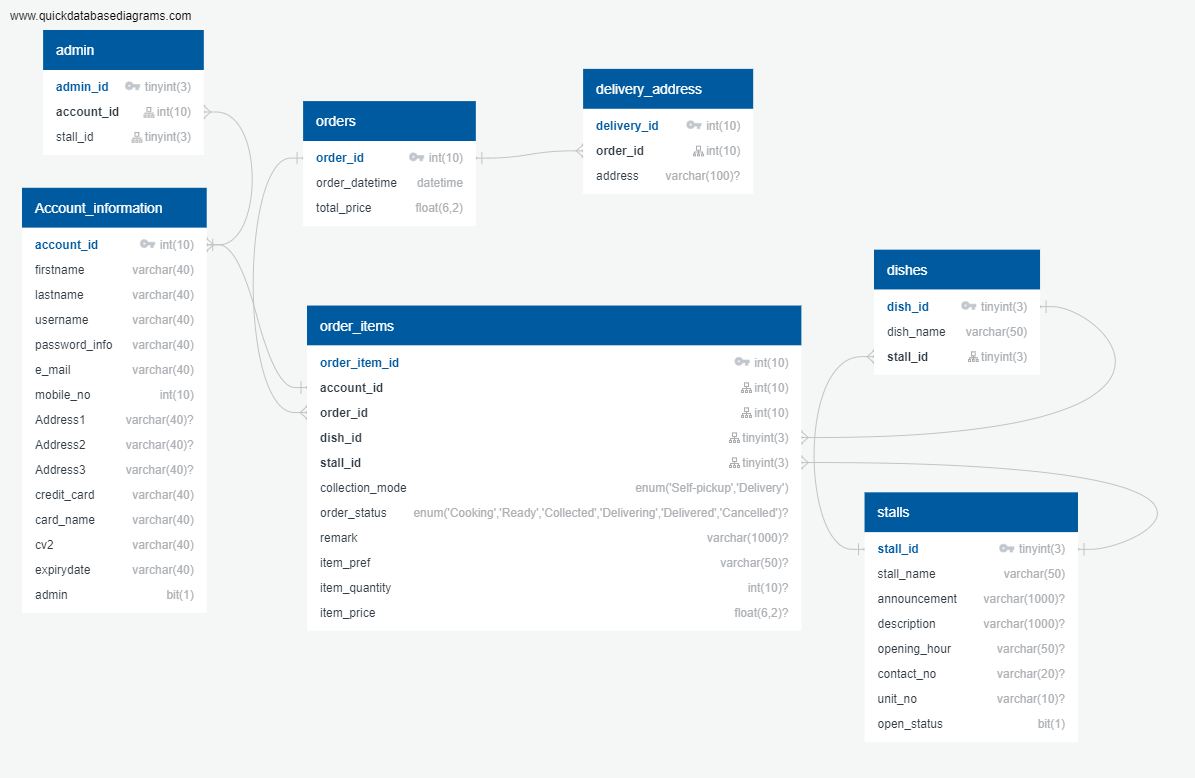 www.quickdatabasediagrams.com
admin
admin_id tinyint(3)
account_id int(10)
stall_id tinyint(3)
Account_information
account_id int(10)
firstname varchar(40)
lastname varchar(40)
username varchar(40)
password_info varchar(40)
e_mail varchar(40)
mobile_no int(10)
Address1 varchar(40)?
Address2 varchar(40)?
Address3 varchar(40)?
credit_card varchar(40)
card_name varchar(40)
cv2 varchar(40)
expirydate varchar(40)
admin bit(1)
orders
order_id int(10)
order_datetime datetime
total_price float(6,2)
delivery_address
delivery_id int(10)
order_id int(10)
address varchar(100)?
order_items
order_item_id int(10)
account_id int(10)
order_id int(10)
dish_id tinyint(3)
stall_id tinyint(3)
collection_mode enum('Self-pickup','Delivery')
order_status enum('Cooking','Ready','Collected','Delivering','Delivered','Cancelled')?
remark varchar(1000)?
item_pref varchar(50)?
item_quantity int(10)?
item_price float(6,2)?
dishes
dish_id tinyint(3)
dish_name varchar(50)
stall_id tinyint(3)
stalls
stall_id tinyint(3)
stall_name varchar(50)
announcement varchar(1000)?
description varchar(1000)?
opening_hour varchar(50)?
contact_no varchar(20)?
unit_no varchar(10)?
open_status bit(1)